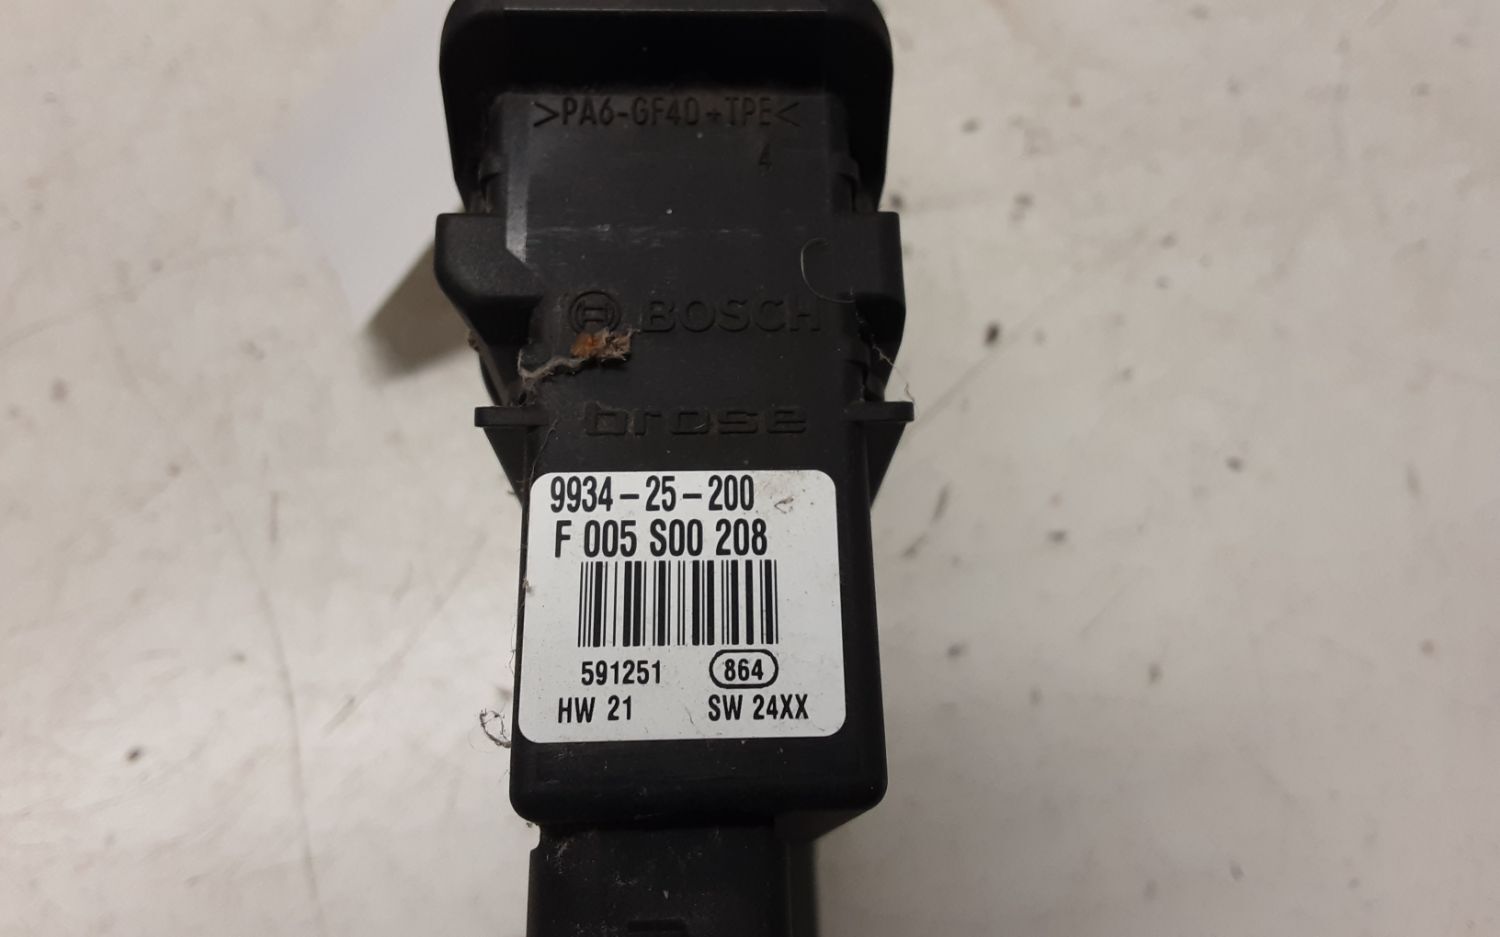 >PA6-GF40+TPE<
4
BOSCH
brose
9934-25-200
F 005 S00 208
591251 864
HW 21 SW 24XX